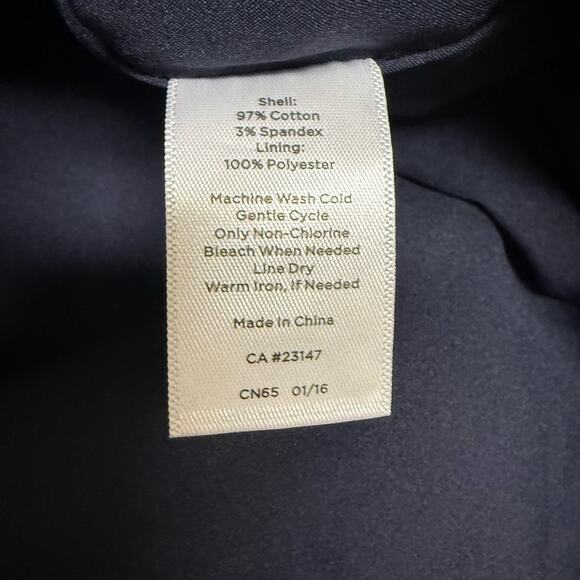 Shell:
97% Cotton
3% Spandex
Lining:
100% Polyester
Machine Wash Cold
Gentle Cycle
Only Non-Chlorine
Bleach When Needed
Line Dry
Warm Iron, If Needed
Made In China
CA #23147
CN65 01/16